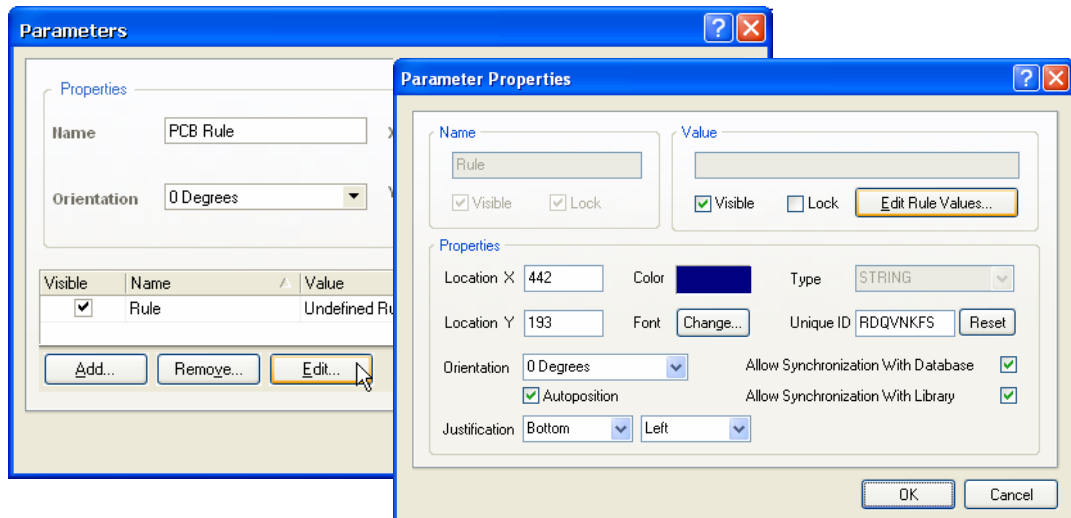 Parameters
Properties
Name PCB Rule
Orientation 0 Degrees
Visible Name Value
Rule Undefined Ru
Add... Remove... Edit...
Parameter Properties
Name
Rule
Visible Lock
Value
Visible Lock Edit Rule Values...
Properties
Location X 442 Color Type STRING
Location Y 193 Font Change... Unique ID RDQVNKFS Reset
Orientation 0 Degrees Allow Synchronization With Database
Autoposition Allow Synchronization With Library
Justification Bottom Left
OK Cancel